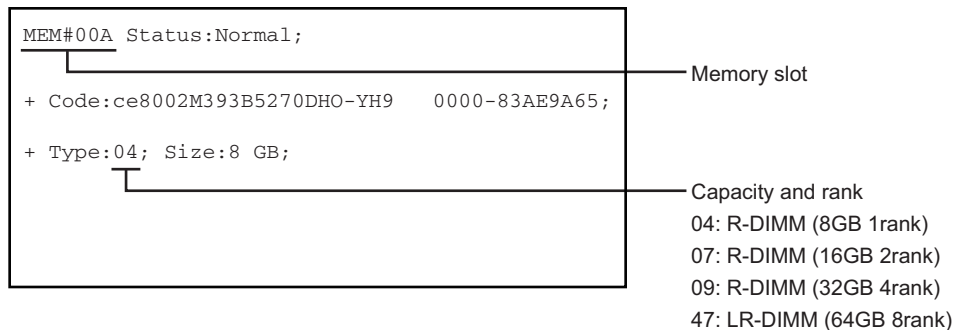 MEM#00A Status:Normal;
Memory slot
+ Code:ce8002M393B5270DHO-YH9   0000-83AE9A65;
+ Type:04; Size:8 GB;
Capacity and rank
04: R-DIMM (8GB 1rank)
07: R-DIMM (16GB 2rank)
09: R-DIMM (32GB 4rank)
47: LR-DIMM (64GB 8rank)